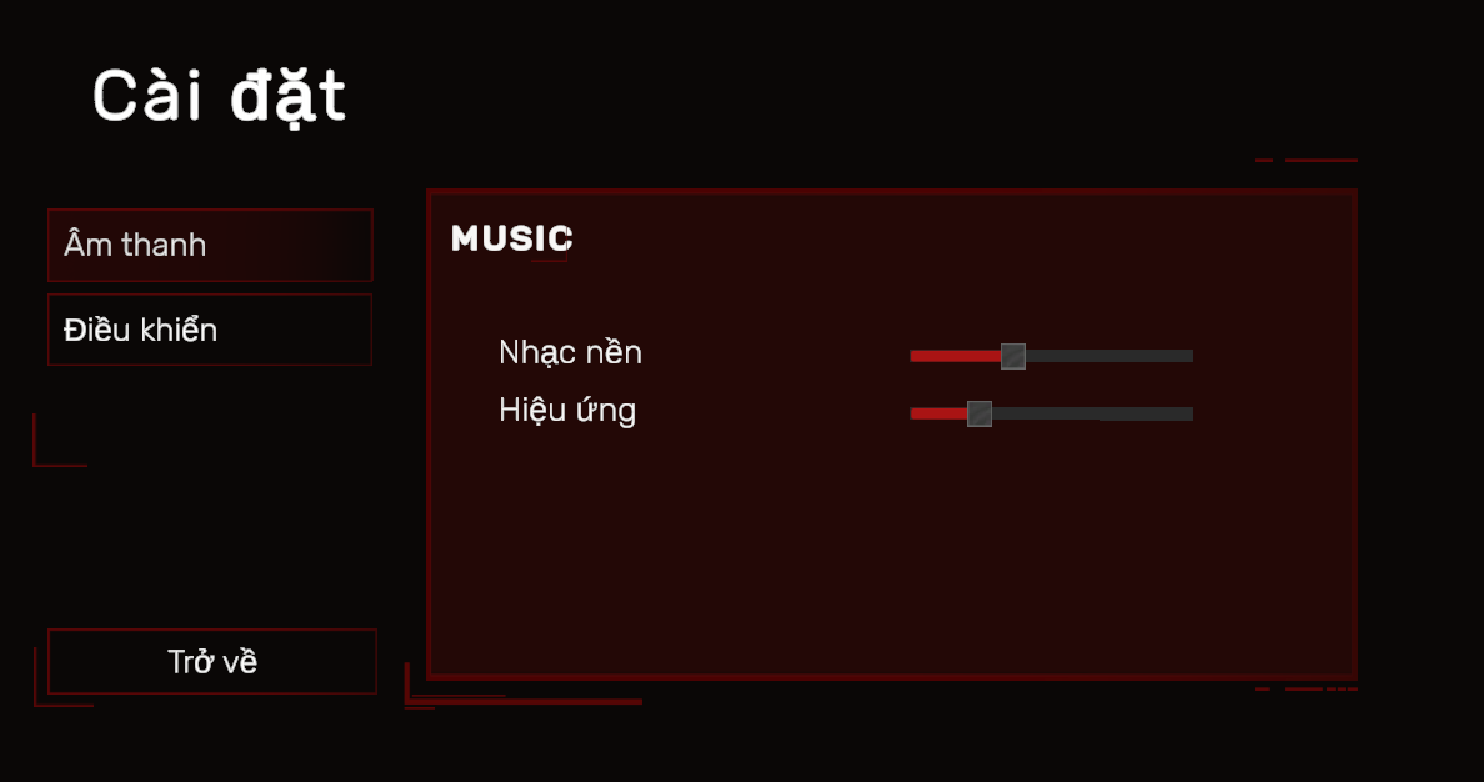 Cài đặt
Âm thanh
Điều khiển
MUSIC
Nhạc nền
Hiệu ứng
Trở về